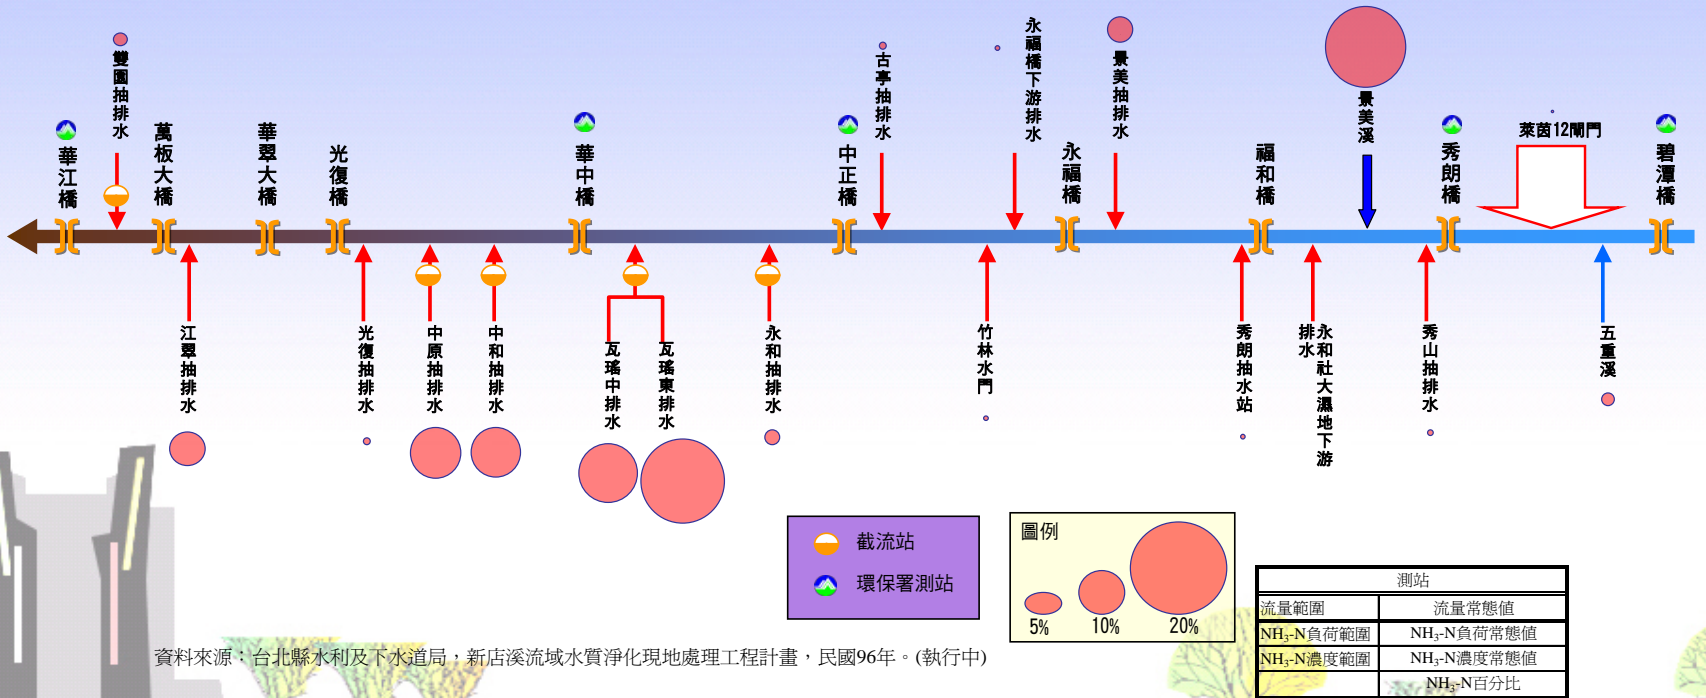 雙園抽排水
古亭抽排水
永福橋下游排水
景美抽排水
景美溪
萊茵12閘門
華江橋
萬板大橋
華翠大橋
光復橋
華中橋
中正橋
永福橋
福和橋
秀朗橋
碧潭橋
江翠抽排水
光復抽排水
中原抽排水
中和抽排水
瓦瑤中排水
瓦瑤東排水
永和抽排水
竹林水門
秀朗抽水站
永和社大濕地下游
排水
秀山抽排水
五重溪
截流站
環保署測站
圖例
5%
10%
20%
測站
流量範圍
流量常態值
NH₃-N負荷範圍
NH₃-N負荷常態值
NH₃-N濃度範圍
NH₃-N濃度常態值
NH₃-N百分比
資料來源：台北縣水利及下水道局，新店溪流域水質淨化現地處理工程計畫，民國96年。(執行中)